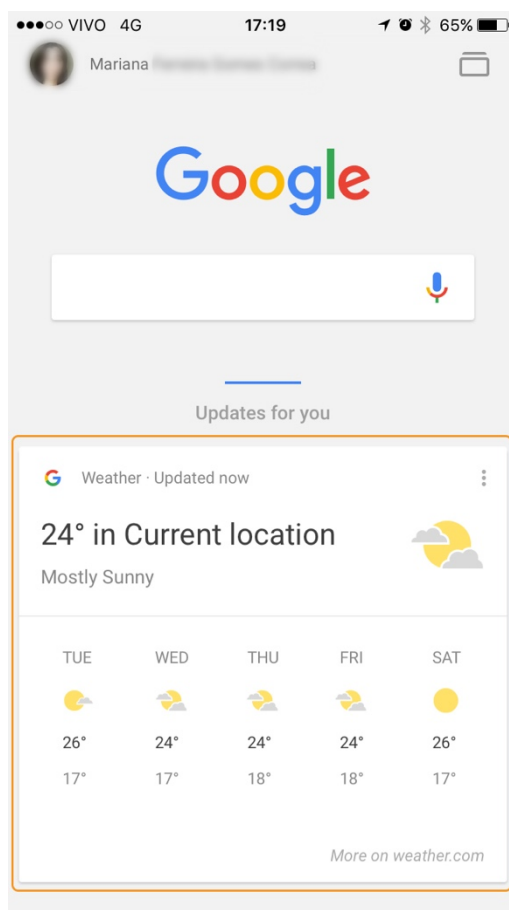 VIVO 4G 17:19 65%
Mariana
Google
Updates for you
G Weather · Updated now
24° in Current location
Mostly Sunny
TUE WED THU FRI SAT
26° 24° 24° 24° 26°
17° 17° 18° 18° 17°
More on weather.com